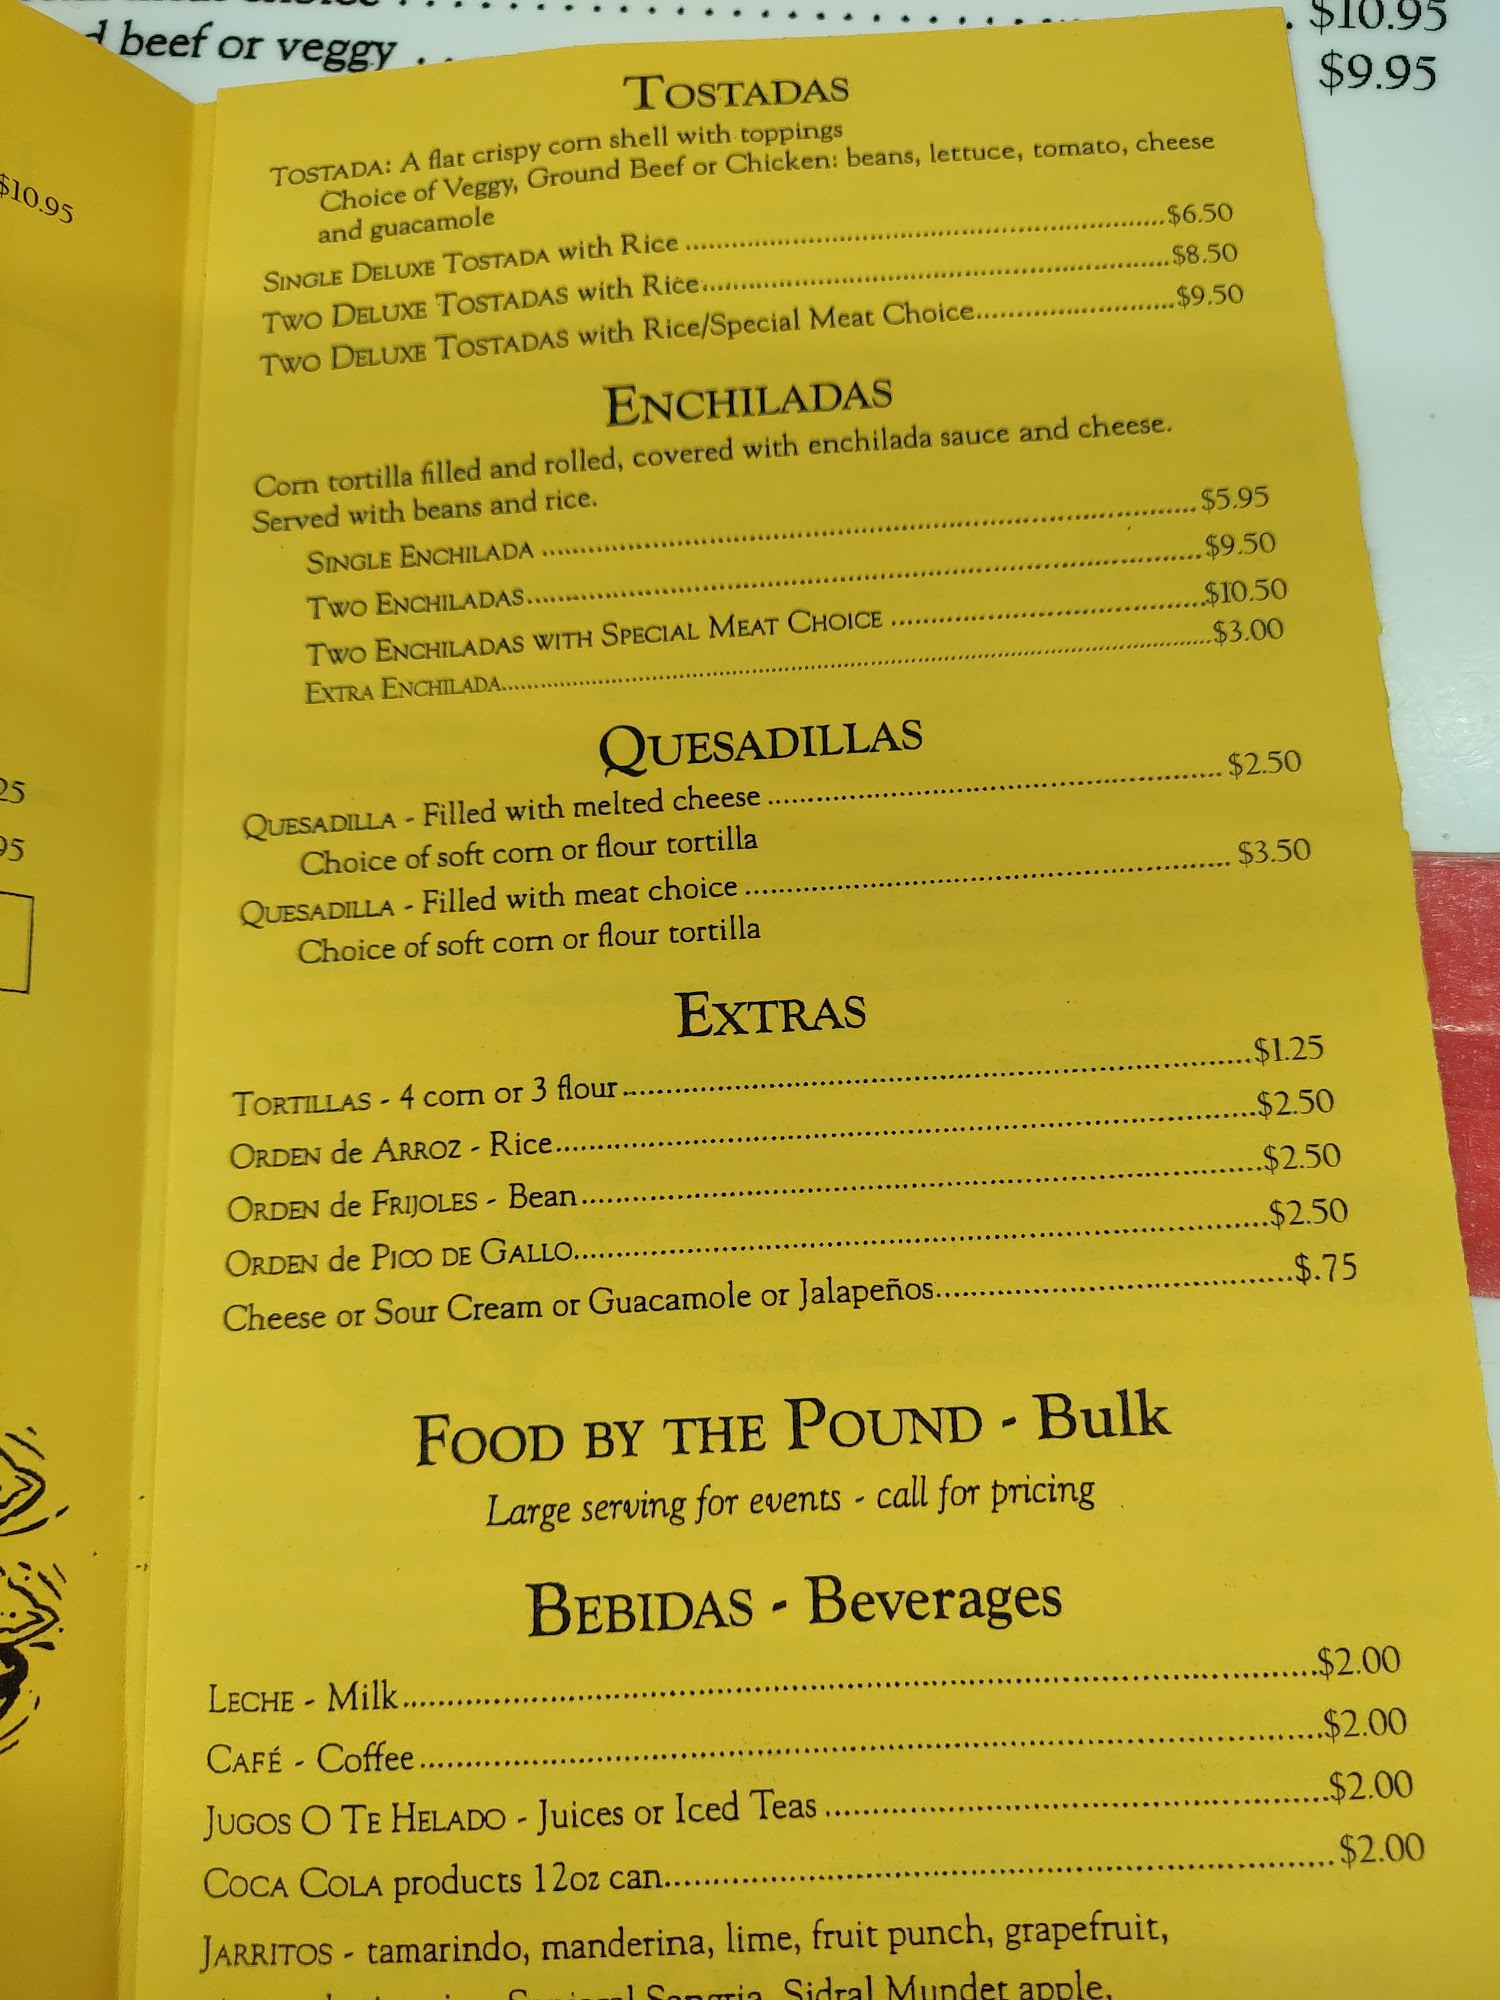 $10.95
beef or veggy . .
$9.95
$10.95
25
95
TOSTADAS
TOSTADA: A flat crispy corn shell with toppings
Choice of Veggy, Ground Beef or Chicken: beans, lettuce, tomato, cheese
and guacamole
SINGLE DELUXE TOSTADA with Rice $6.50
TWO DELUXE TOSTADAS with Rice $8.50
TWO DELUXE TOSTADAS with Rice/Special Meat Choice $9.50
ENCHILADAS
Corn tortilla filled and rolled, covered with enchilada sauce and cheese.
Served with beans and rice.
SINGLE ENCHILADA $5.95
TWO ENCHILADAS $9.50
TWO ENCHILADAS WITH SPECIAL MEAT CHOICE $10.50
EXTRA ENCHILADA $3.00
QUESADILLAS
QUESADILLA - Filled with melted cheese $2.50
Choice of soft corn or flour tortilla
QUESADILLA - Filled with meat choice $3.50
Choice of soft corn or flour tortilla
EXTRAS
TORTILLAS - 4 corn or 3 flour $1.25
ORDEN de ARROZ - Rice $2.50
ORDEN de FRIJOLES - Bean $2.50
ORDEN de PICO DE GALLO $2.50
Cheese or Sour Cream or Guacamole or Jalapeños $.75
FOOD BY THE POUND - Bulk
Large serving for events - call for pricing
BEBIDAS - Beverages
LECHE - Milk $2.00
CAFÉ - Coffee $2.00
JUGOS O TE HELADO - Juices or Iced Teas $2.00
COCA COLA products 12oz can $2.00
JARRITOS - tamarindo, manderina, lime, fruit punch, grapefruit,
Sangria, Sidral Mundet apple,